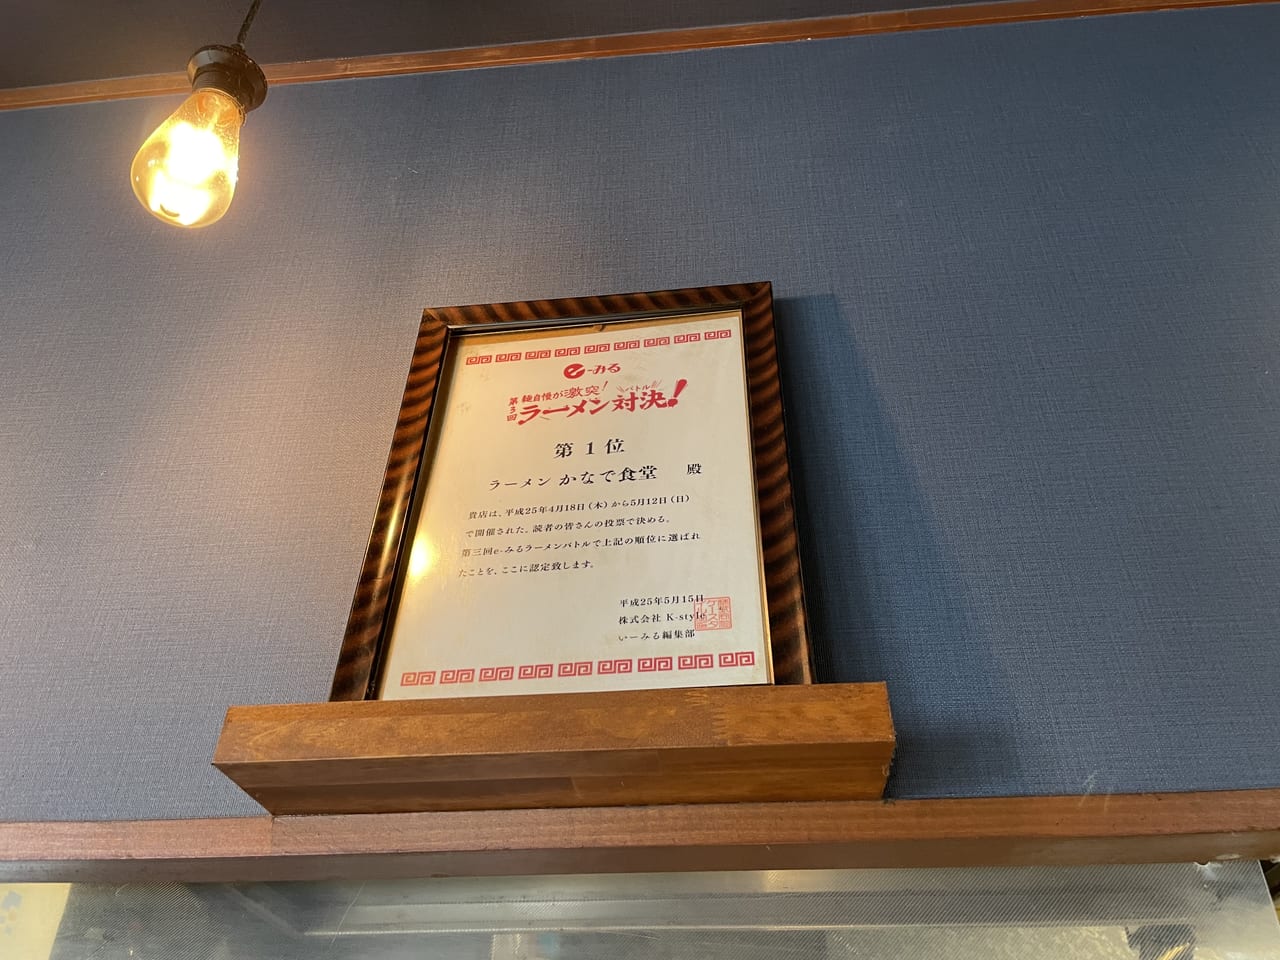 e-みる
第3回 麺自慢が激突！
ラーメン対決！
バトル
第1位
ラーメン かなで食堂 殿
貴店は、平成25年4月18日（木）から5月12日（日）
で開催された。読者の皆さんの投票で決める。
第三回e-みるラーメンバトルで上記の順位に選ばれ
たことを、ここに認定致します。
平成25年5月15日
株式会社 K-style
いーみる編集部